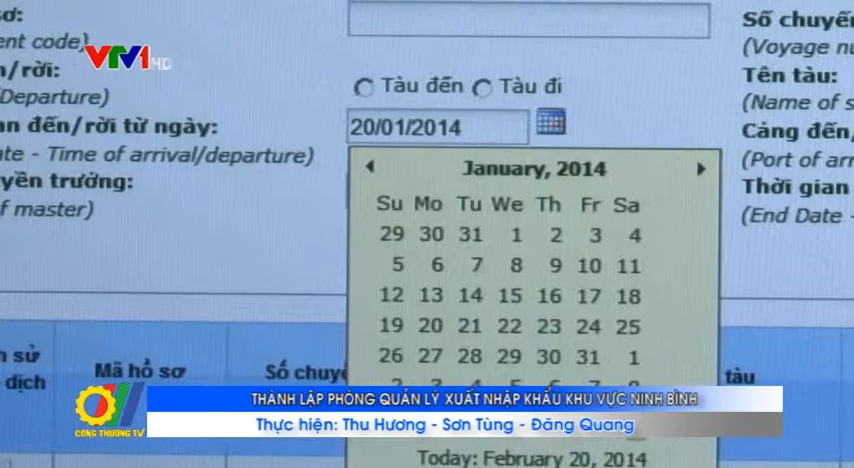 ơ:
ent code)
VTV1 HD
n/rời:
Departure)
Tàu đến Tàu đi
an đến/rời từ ngày:
te - Time of arrival/departure)
20/01/2014
yền trưởng:
f master)
January, 2014
Su Mo Tu We Th Fr Sa
29 30 31 1 2 3 4
5 6 7 8 9 10 11
12 13 14 15 16 17 18
19 20 21 22 23 24 25
26 27 28 29 30 31 1
Today: February 20, 2014
Số chuyến
(Voyage nu
Tên tàu:
(Name of s
Cảng đến/
(Port of arr
Thời gian
(End Date -
h sử
dịch
Mã hồ sơ
Số chuyế
tàu
CÔNG THƯƠNG TV
THÀNH LẬP PHÒNG QUẢN LÝ XUẤT NHẬP KHẨU KHU VỰC NINH BÌNH
Thực hiện: Thu Hương - Sơn Tùng - Đăng Quang